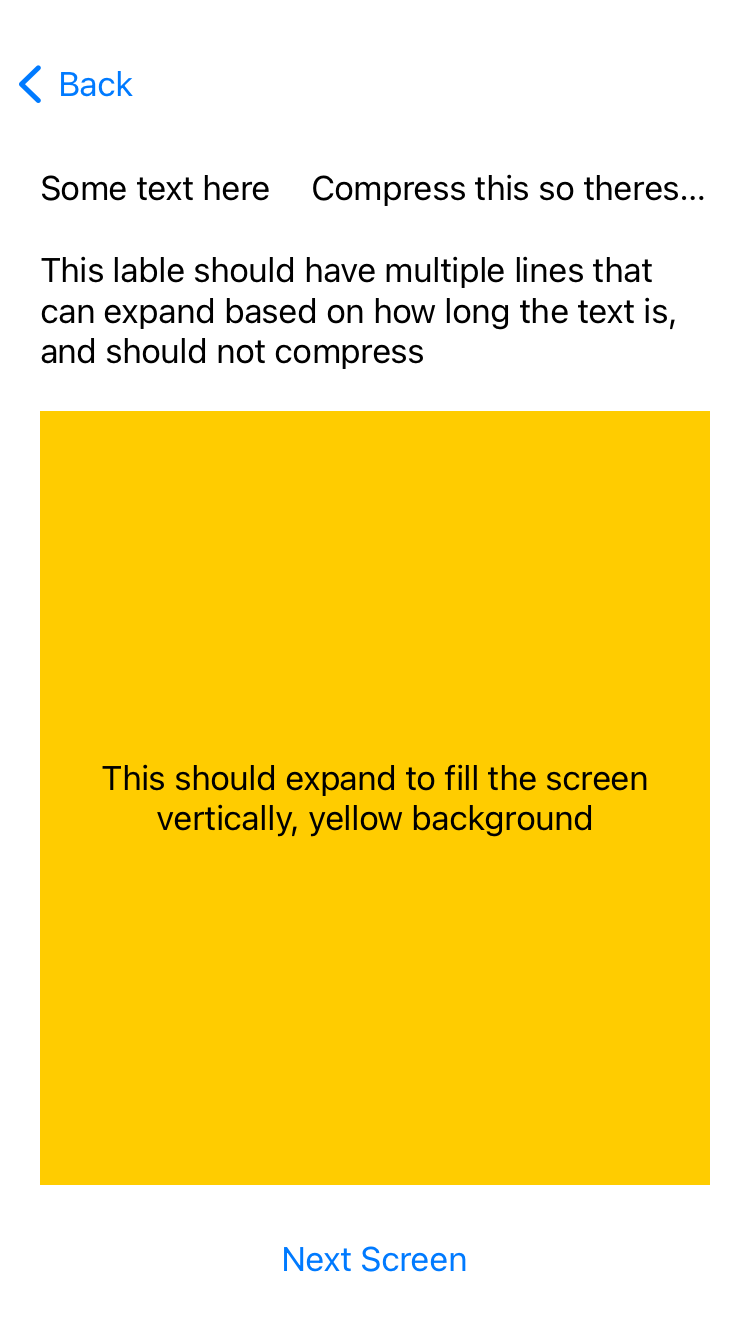 Back
Some text here Compress this so theres...
This lable should have multiple lines that
can expand based on how long the text is,
and should not compress
This should expand to fill the screen
vertically, yellow background
Next Screen